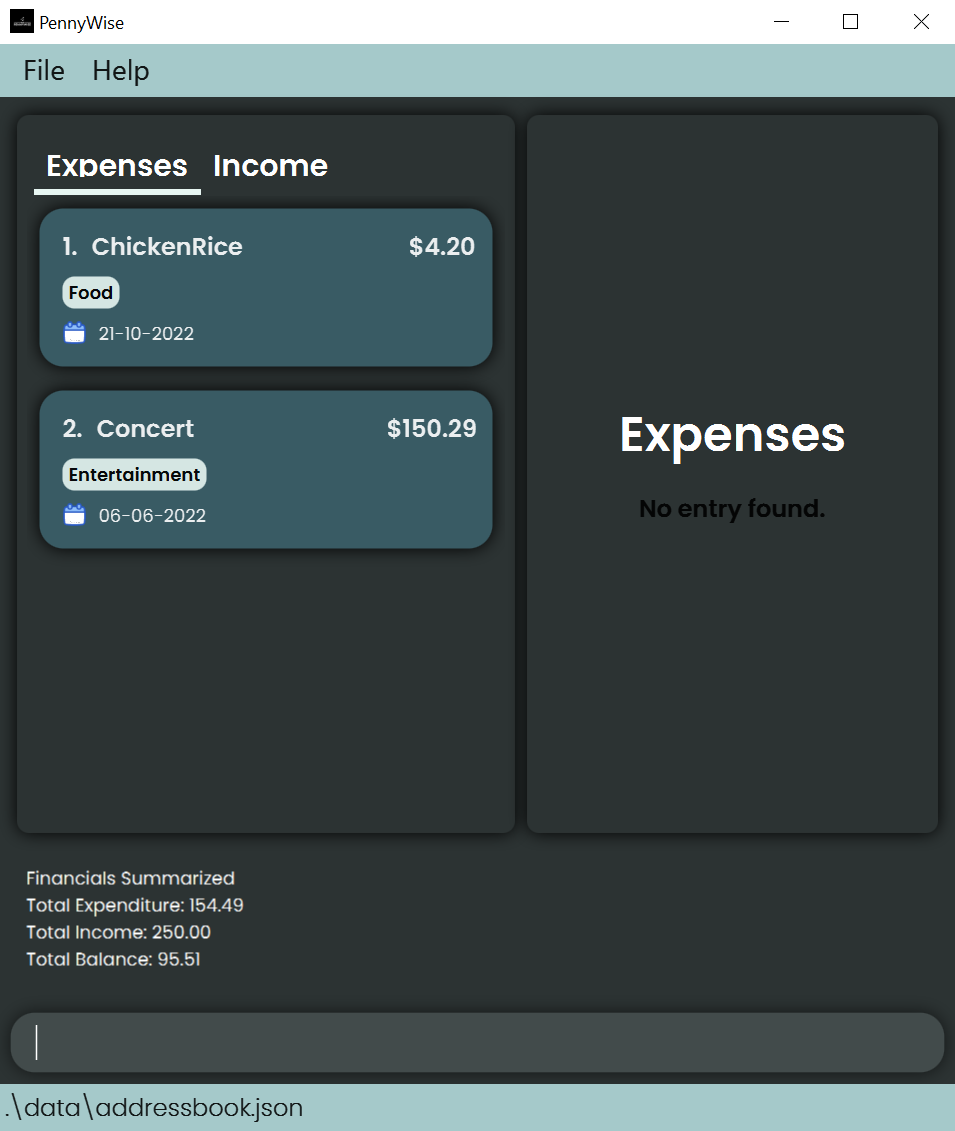 PennyWise
File Help
Expenses Income
1. ChickenRice $4.20
Food
21-10-2022
2. Concert $150.29
Entertainment
06-06-2022
Expenses
No entry found.
Financials Summarized
Total Expenditure: 154.49
Total Income: 250.00
Total Balance: 95.51
.\data\addressbook.json